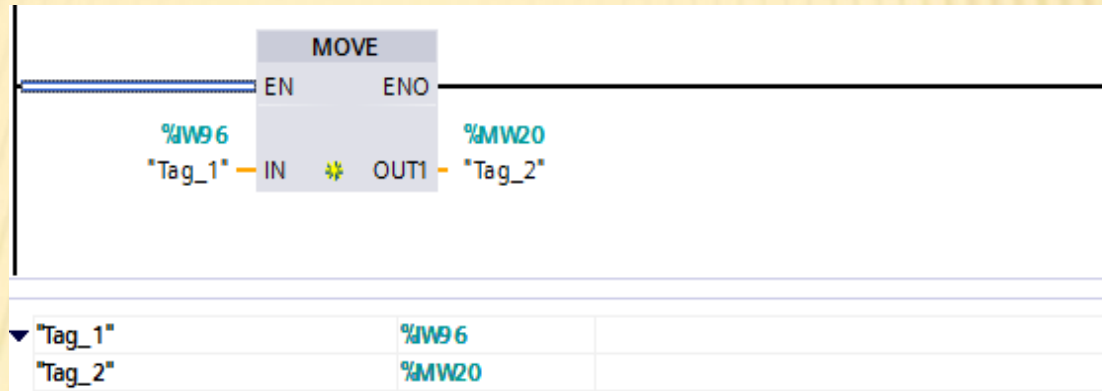 MOVE
EN ENO
%IW96 %MW20
"Tag_1" IN OUT1 "Tag_2"
"Tag_1" %IW96
"Tag_2" %MW20